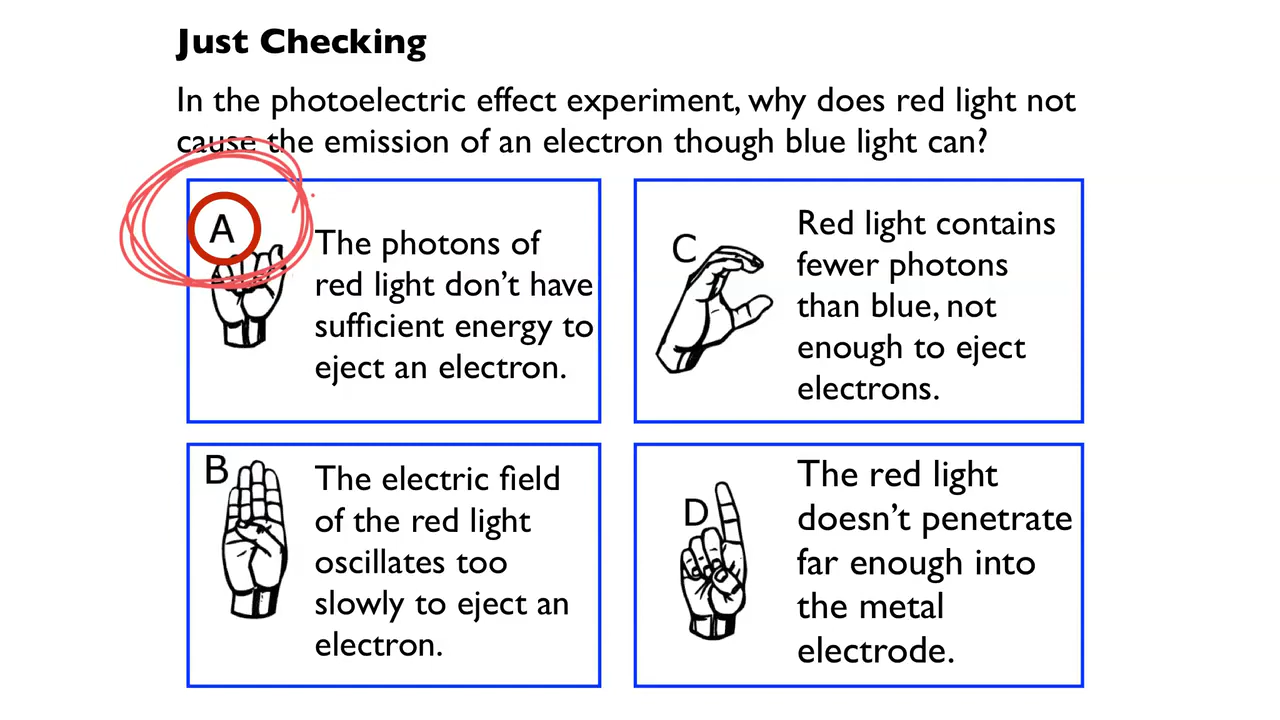 Just Checking
In the photoelectric effect experiment, why does red light not
cause the emission of an electron though blue light can?
A
The photons of
red light don't have
sufficient energy to
eject an electron.
C
Red light contains
fewer photons
than blue, not
enough to eject
electrons.
B
The electric field
of the red light
oscillates too
slowly to eject an
electron.
D
The red light
doesn't penetrate
far enough into
the metal
electrode.